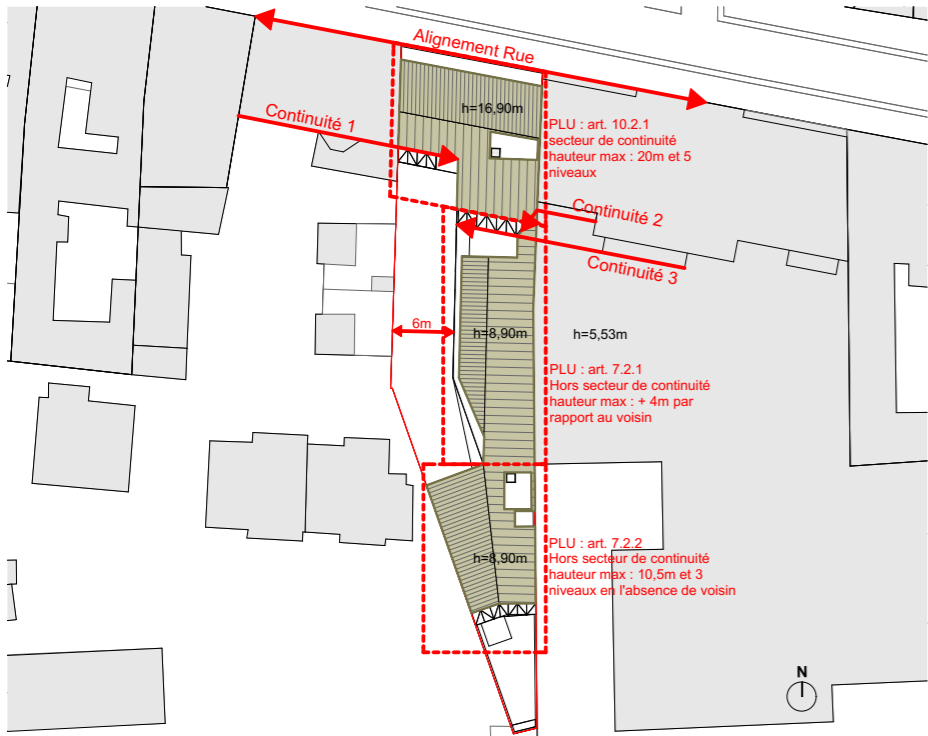 Alignement Rue
h=16,90m
Continuité 1
PLU : art. 10.2.1
secteur de continuité
hauteur max : 20m et 5
niveaux
Continuité 2
Continuité 3
6m
h=8,90m
h=5,53m
PLU : art. 7.2.1
Hors secteur de continuité
hauteur max : + 4m par
rapport au voisin
PLU : art. 7.2.2
Hors secteur de continuité
hauteur max : 10,5m et 3
niveaux en l'absence de voisin
h=8,90m
N